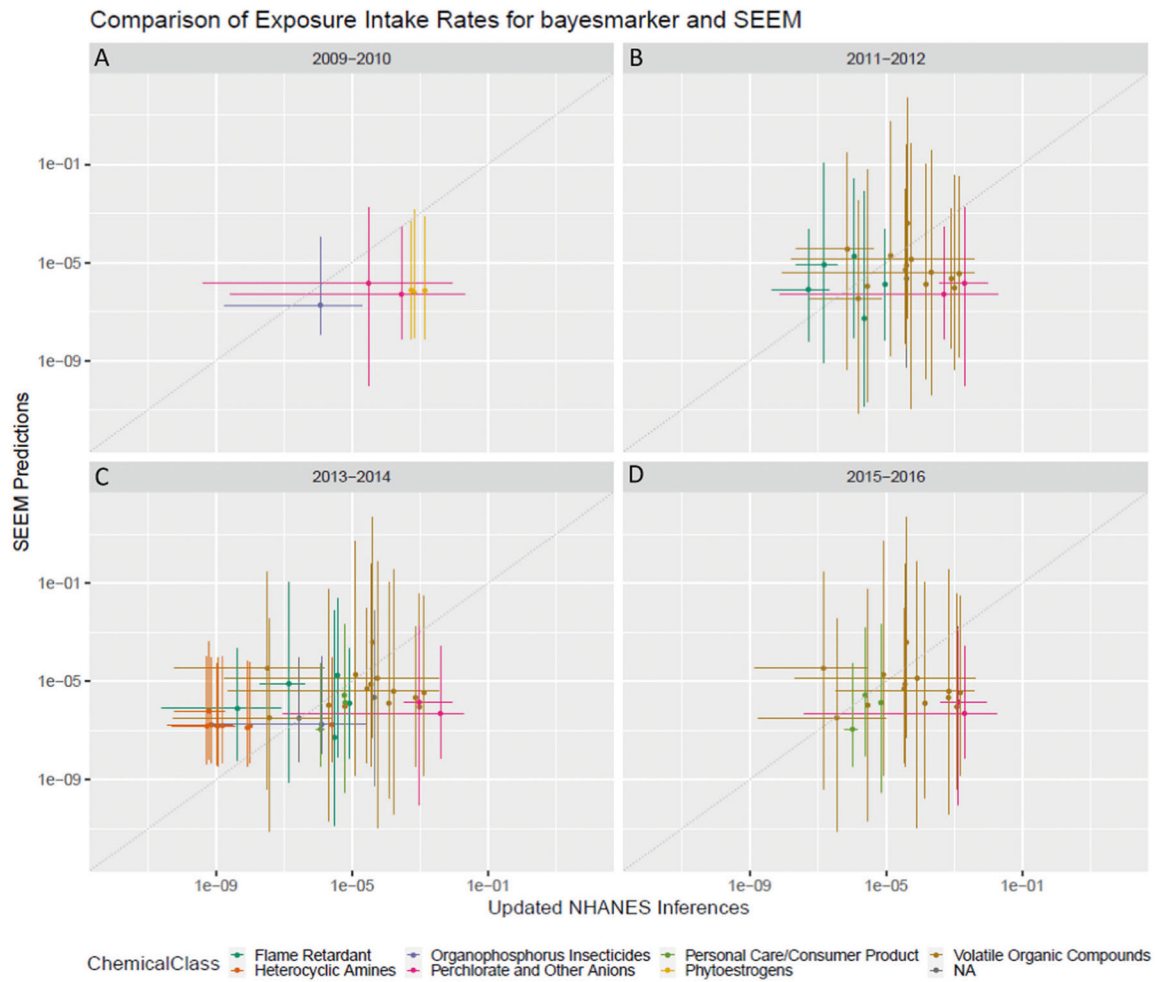 Comparison of Exposure Intake Rates for bayesmarker and SEEM
A
2009−2010
B
2011−2012
1e−01
1e−05
1e−09
SEEM Predictions
C
2013−2014
D
2015−2016
1e−01
1e−05
1e−09
1e−09 1e−05 1e−01 1e−09 1e−05 1e−01
Updated NHANES Inferences
ChemicalClass
Flame Retardant Organophosphorus Insecticides Personal Care/Consumer Product Volatile Organic Compounds
Heterocyclic Amines Perchlorate and Other Anions Phytoestrogens NA